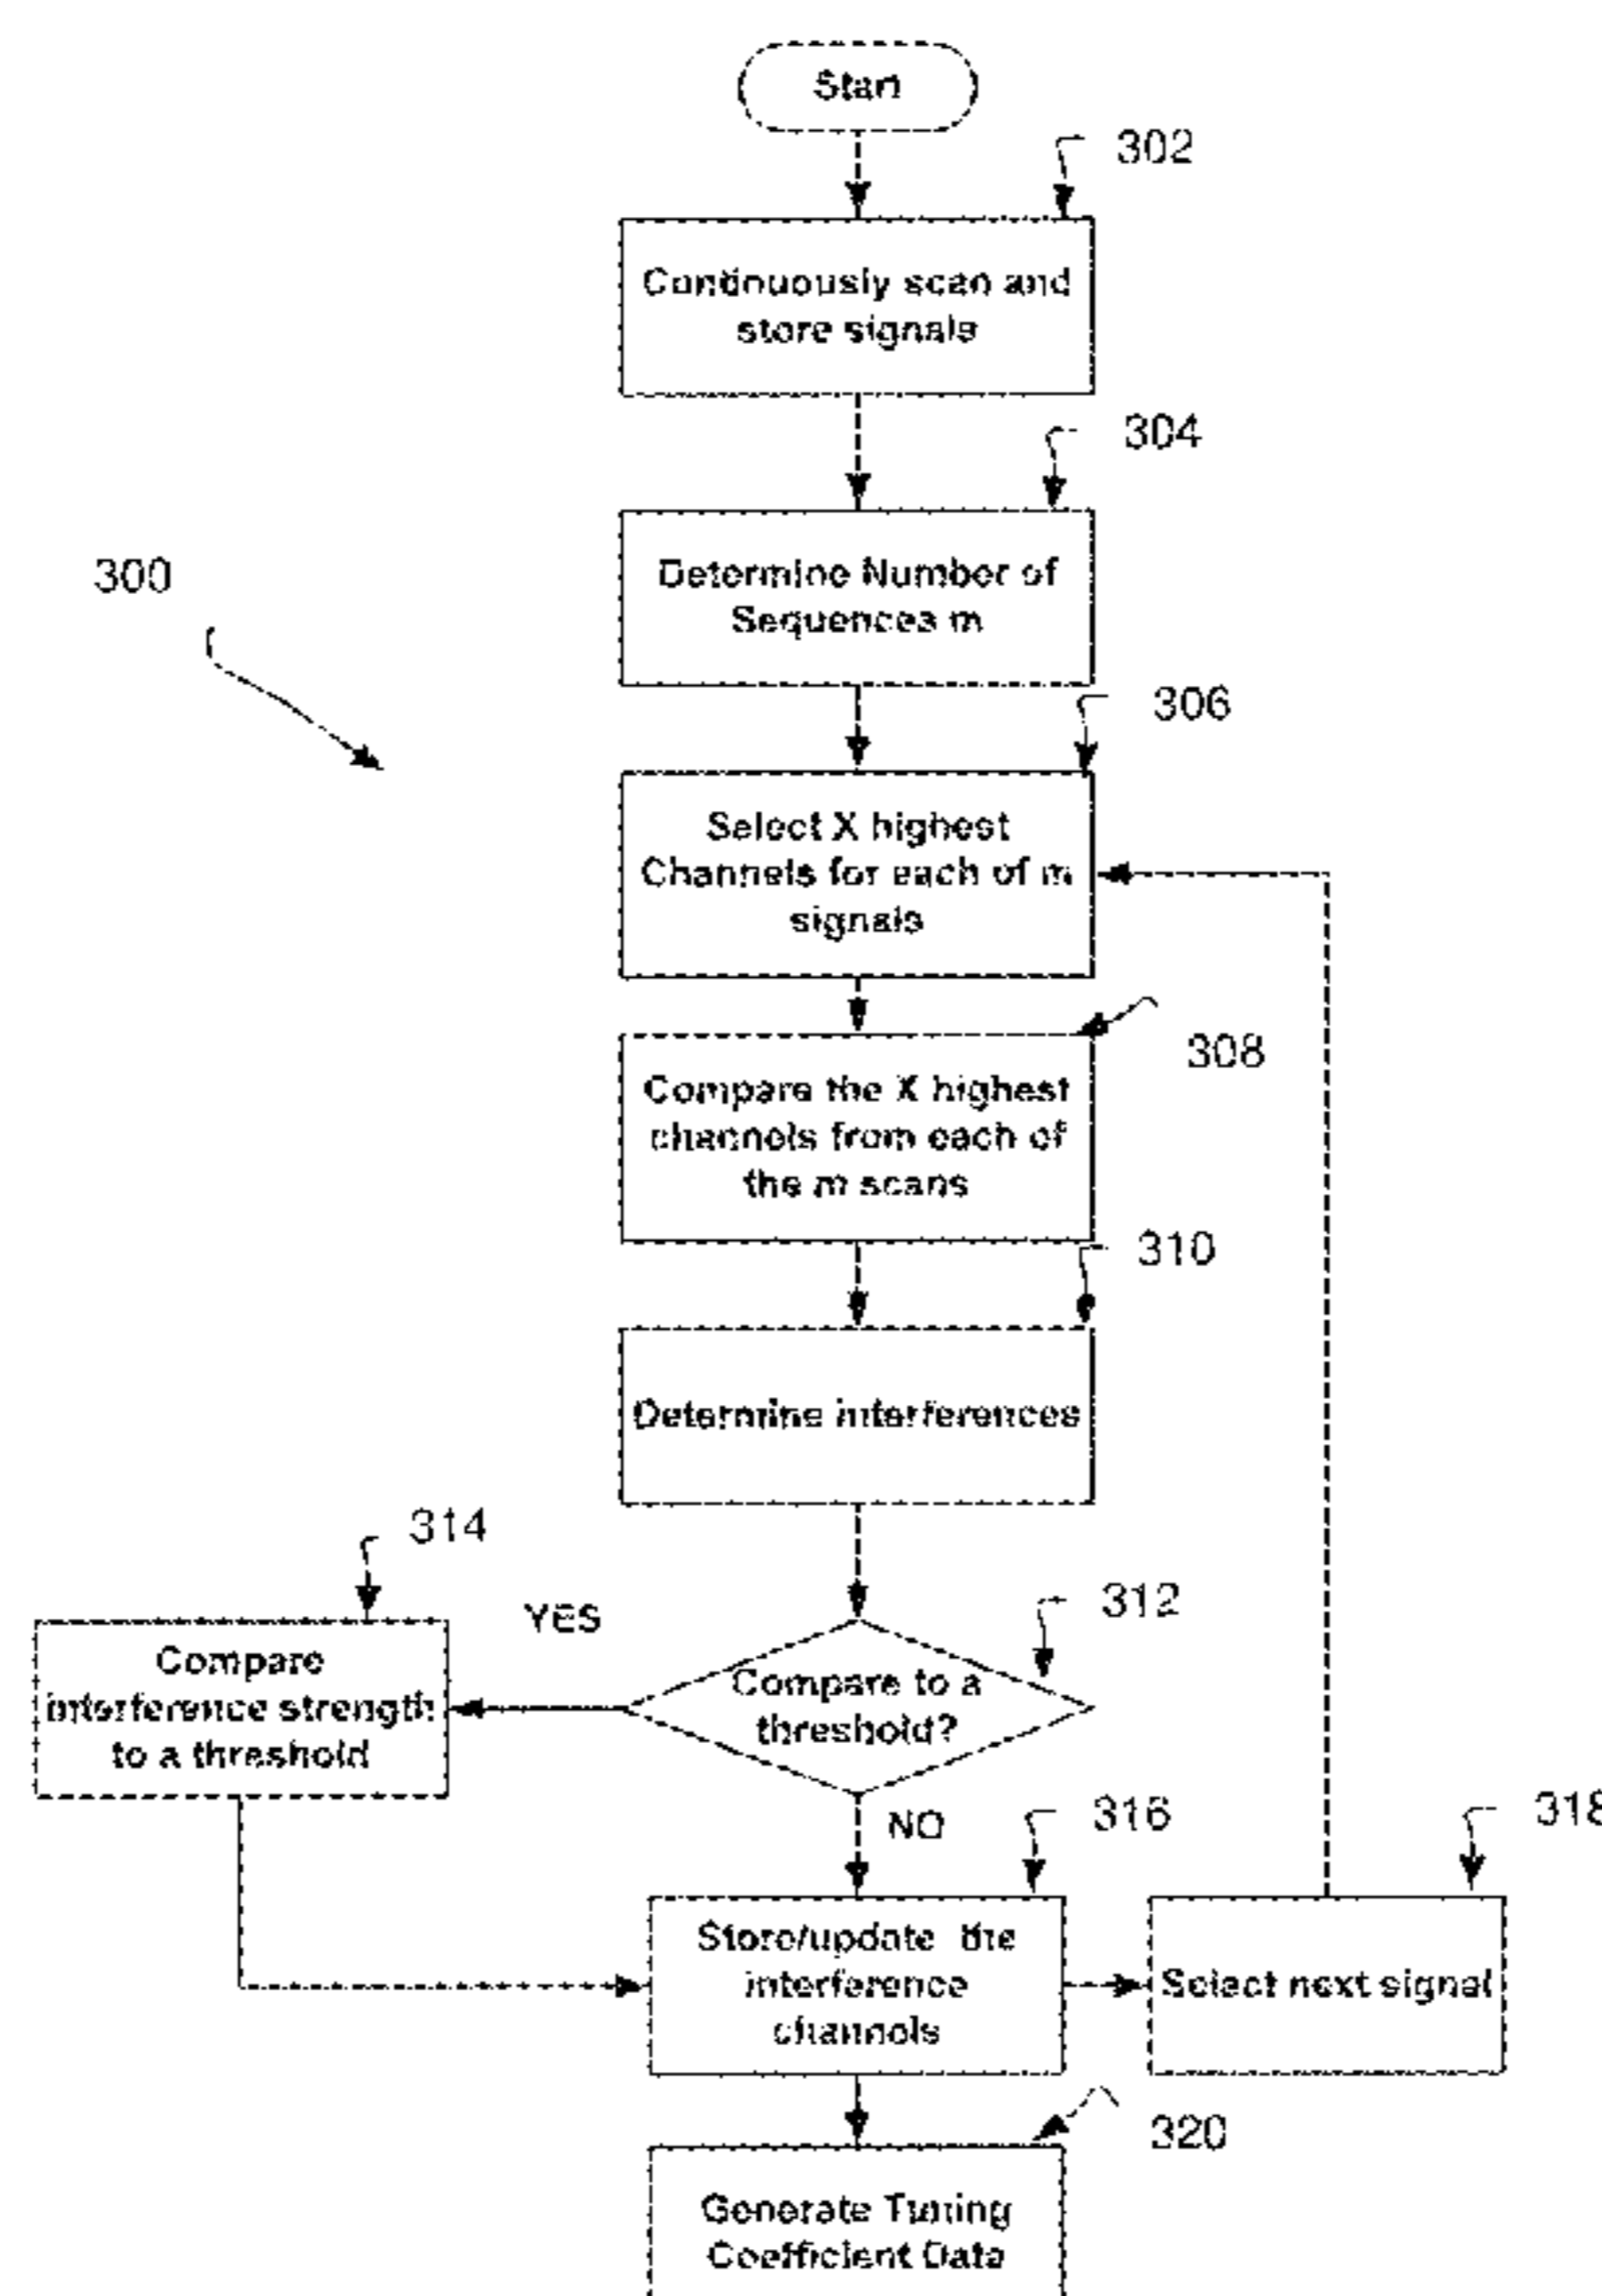 Start
302
Continuously scan and
store signals
304
Determine Number of
Sequences m
300
306
Select X highest
Channels for each of m
signals
308
Compare the X highest
channels from each of
the m scans
310
Determine interferences
314
312
YES
Compare
interference strength
to a threshold
Compare to a
threshold?
NO
316
318
Store/update the
interference
channels
Select next signal
320
Generate Tuning
Coefficient Data